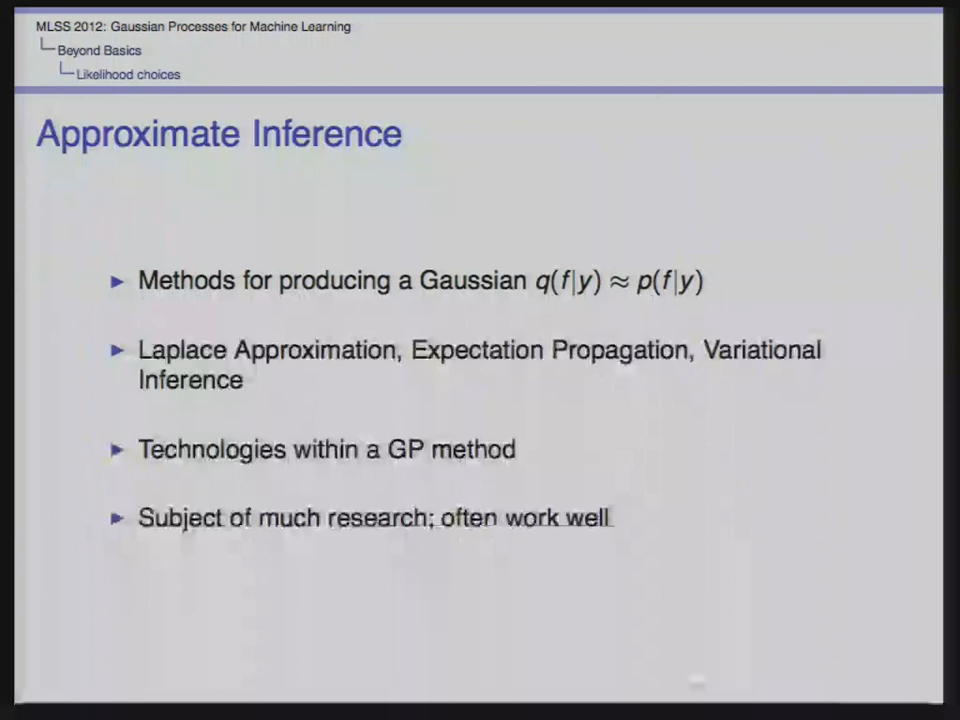 MLSS 2012: Gaussian Processes for Machine Learning
Beyond Basics
Likelihood choices
Approximate Inference
► Methods for producing a Gaussian q(f|y) ≈ p(f|y)
► Laplace Approximation, Expectation Propagation, Variational
Inference
► Technologies within a GP method
► Subject of much research; often work well.